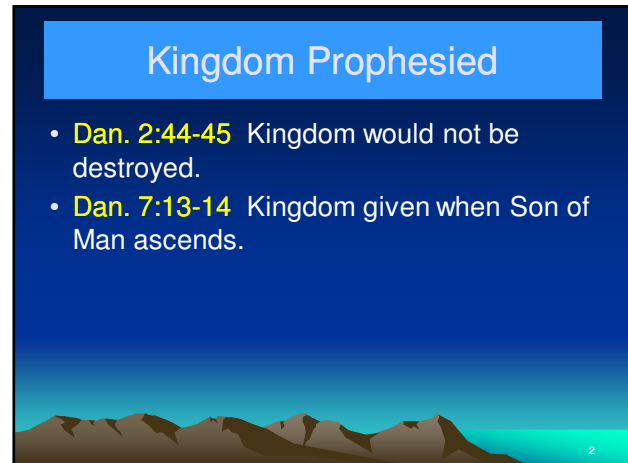 Kingdom Prophesied
• Dan. 2:44-45 Kingdom would not be
destroyed.
• Dan. 7:13-14 Kingdom given when Son of
Man ascends.
2